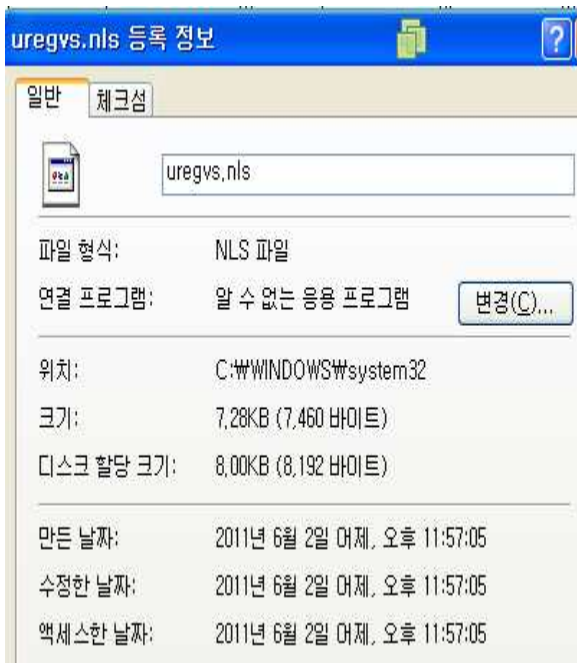 uregvs.nls 등록 정보
일반 체크섬
uregvs.nls
파일 형식: NLS 파일
연결 프로그램: 알 수 없는 응용 프로그램 변경(C)...
위치: C:₩WINDOWS₩system32
크기: 7.28KB (7,460 바이트)
디스크 할당 크기: 8.00KB (8,192 바이트)
만든 날짜: 2011년 6월 2일 어제, 오후 11:57:05
수정한 날짜: 2011년 6월 2일 어제, 오후 11:57:05
액세스한 날짜: 2011년 6월 2일 어제, 오후 11:57:05